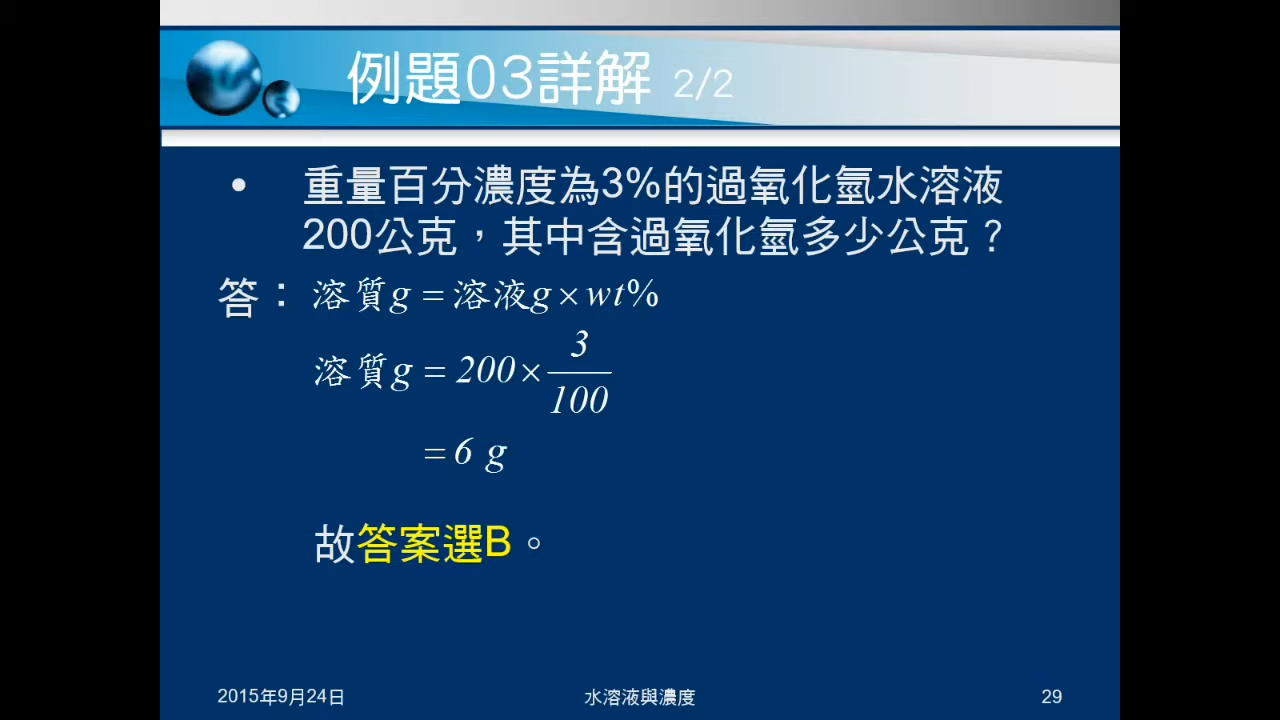 例題03詳解 2/2
• 重量百分濃度為3%的過氧化氫水溶液
200公克，其中含過氧化氫多少公克？
答：溶質g = 溶液g × wt%
溶質g = 200 × 3/100
= 6 g
故答案選B。
2015年9月24日 水溶液與濃度 29